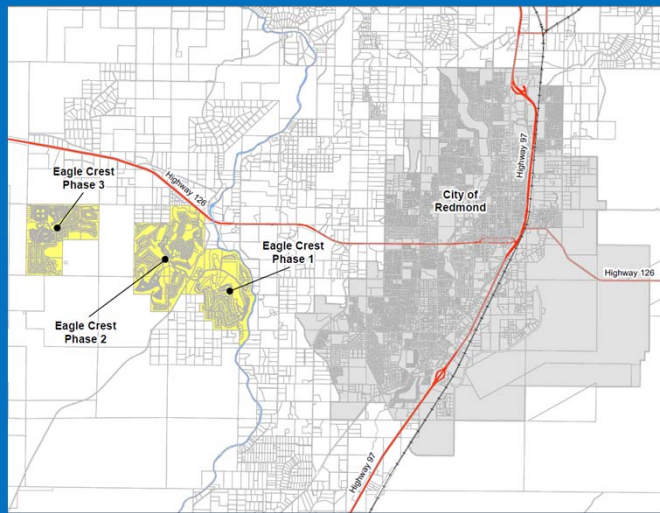 Eagle Crest
Phase 3
Highway 126
Eagle Crest
Phase 1
Eagle Crest
Phase 2
City of
Redmond
Highway 97
Highway 126
Highway 97